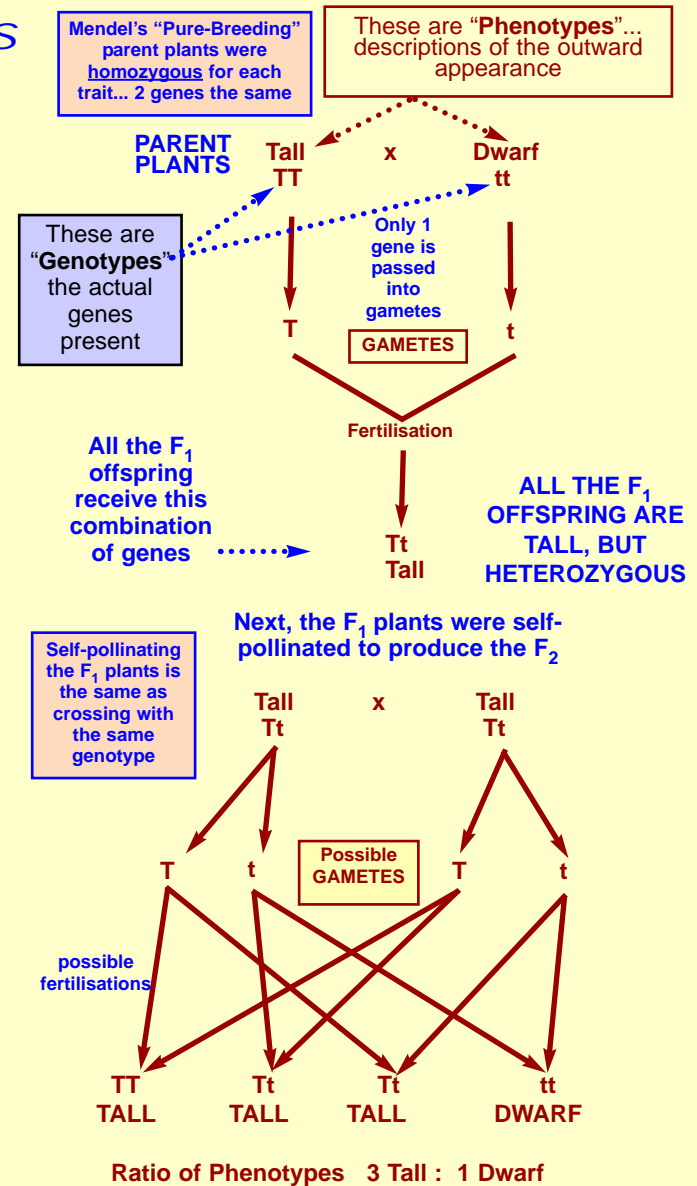 s
Mendel's “Pure-Breeding”
parent plants were
homozygous for each
trait... 2 genes the same
These are “Phenotypes”...
descriptions of the outward
appearance
PARENT
PLANTS
Tall x Dwarf
TT tt
These are
“Genotypes”
the actual
genes
present
Only 1
gene is
passed
into
gametes
T t
GAMETES
Fertilisation
All the F1
offspring
receive this
combination
of genes
Tt
Tall
ALL THE F1
OFFSPRING ARE
TALL, BUT
HETEROZYGOUS
Next, the F1 plants were self-
pollinated to produce the F2
Self-pollinating
the F1 plants is
the same as
crossing with
the same
genotype
Tall x Tall
Tt Tt
T t T t
Possible
GAMETES
possible
fertilisations
TT Tt Tt tt
TALL TALL TALL DWARF
Ratio of Phenotypes 3 Tall : 1 Dwarf